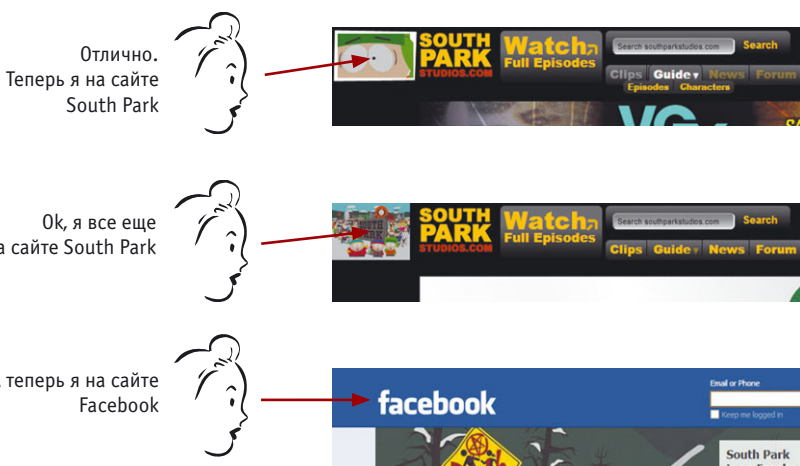 Отлично.
Теперь я на сайте
South Park
SOUTH
PARK
STUDIOS.COM
Watch
Full Episodes
Search southparkstudios.com
Search
Clips Guide News Forum
Episodes Characters
Ok, я все еще
а сайте South Park
SOUTH
PARK
SOUTH
PARK
STUDIOS.COM
Watch
Full Episodes
Search southparkstudios.com
Search
Clips Guide News Forum
теперь я на сайте
Facebook
facebook
Email or Phone
Keep me logged in
South Park